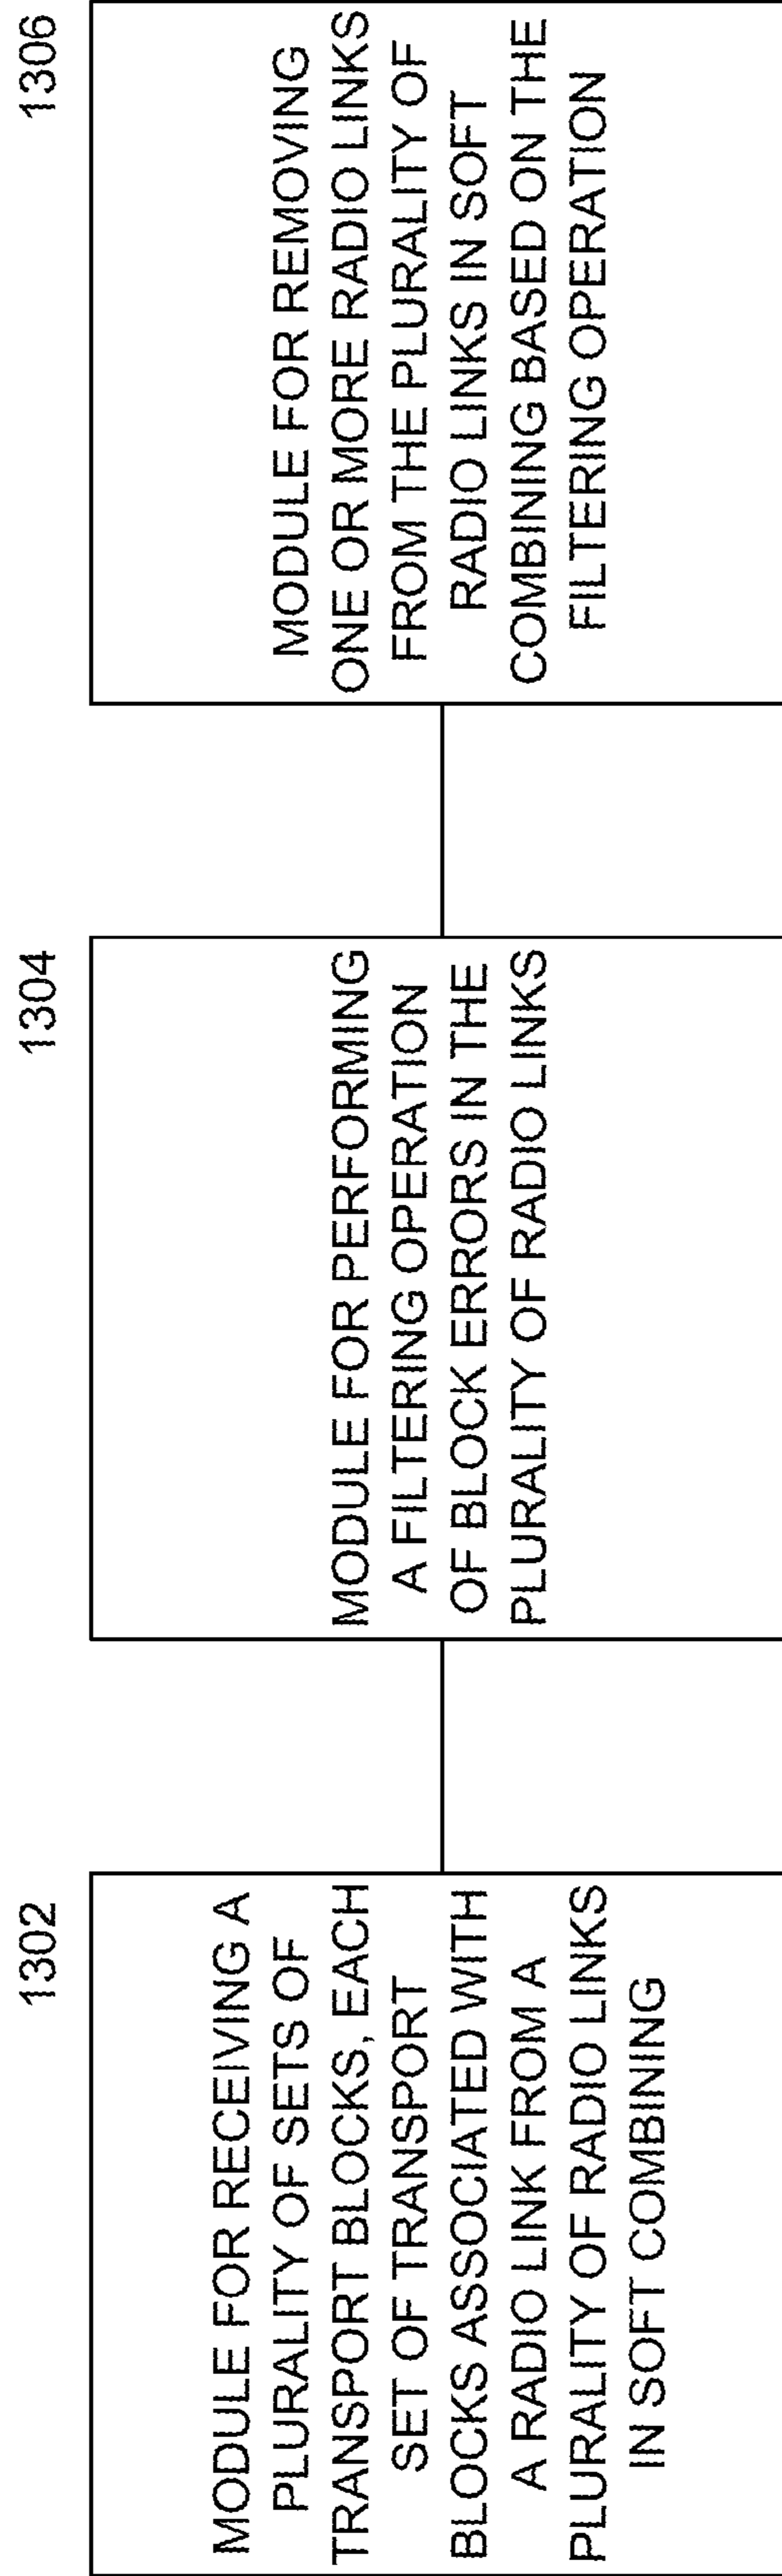 1302
MODULE FOR RECEIVING A
PLURALITY OF SETS OF
TRANSPORT BLOCKS, EACH
SET OF TRANSPORT
BLOCKS ASSOCIATED WITH
A RADIO LINK FROM A
PLURALITY OF RADIO LINKS
IN SOFT COMBINING
1304
MODULE FOR PERFORMING
A FILTERING OPERATION
OF BLOCK ERRORS IN THE
PLURALITY OF RADIO LINKS
1306
MODULE FOR REMOVING
ONE OR MORE RADIO LINKS
FROM THE PLURALITY OF
RADIO LINKS IN SOFT
COMBINING BASED ON THE
FILTERING OPERATION